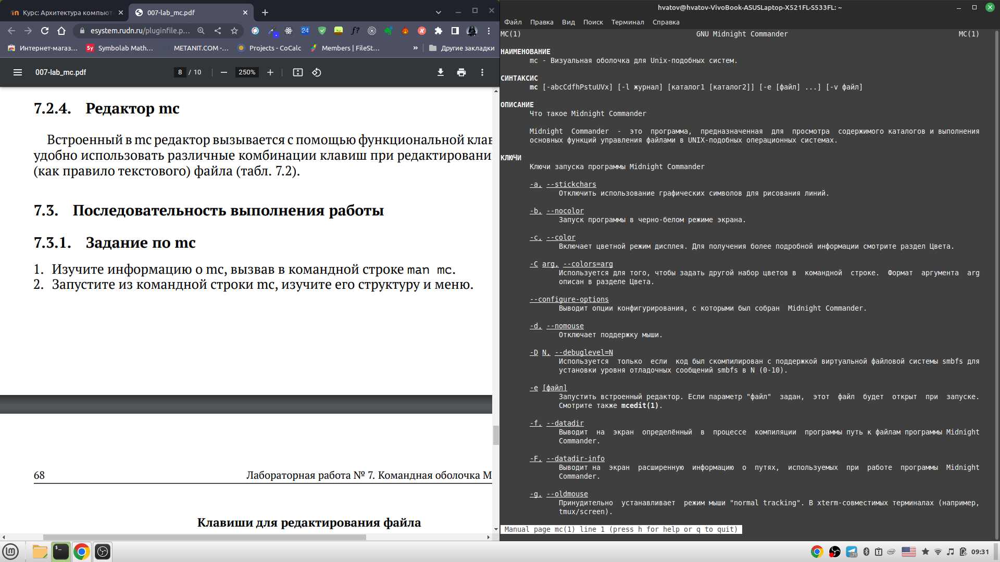 Курс: Архитектура компьют
007-lab_mc.pdf
esystem.rudn.ru/pluginfile.p...
Интернет-магаз...
Symbolab Math...
METANIT.COM -...
Projects - CoCalc
Members | FileSt...
»
Другие закладки
007-lab_mc.pdf
8 / 10
250%
7.2.4. Редактор mc
Встроенный в mc редактор вызывается с помощью функциональной клав
удобно использовать различные комбинации клавиш при редактировани
(как правило текстового) файла (табл. 7.2).
7.3. Последовательность выполнения работы
7.3.1. Задание по mc
1. Изучите информацию о mc, вызвав в командной строке man mc.
2. Запустите из командной строки mc, изучите его структуру и меню.
68
Лабораторная работа № 7. Командная оболочка M
Клавиши для редактирования файла
hvatov@hvatov-VivoBook-ASUSLaptop-X521FL-S533FL: ~
Файл Правка Вид Поиск Терминал Справка
MC(1) GNU Midnight Commander MC(1)
НАИМЕНОВАНИЕ
mc - Визуальная оболочка для Unix-подобных систем.
СИНТАКСИС
mc [-abcCdfhPstuUVx] [-l журнал] [каталог1 [каталог2]] [-e [файл] ...] [-v файл]
ОПИСАНИЕ
Что такое Midnight Commander
Midnight Commander - это программа, предназначенная для просмотра содержимого каталогов и выполнения
основных функций управления файлами в UNIX-подобных операционных системах.
КЛЮЧИ
Ключи запуска программы Midnight Commander
-a, --stickchars
Отключить использование графических символов для рисования линий.
-b, --nocolor
Запуск программы в черно-белом режиме экрана.
-c, --color
Включает цветной режим дисплея. Для получения более подробной информации смотрите раздел Цвета.
-C arg, --colors=arg
Используется для того, чтобы задать другой набор цветов в командной строке. Формат аргумента arg
описан в разделе Цвета.
--configure-options
Выводит опции конфигурирования, с которыми был собран Midnight Commander.
-d, --nomouse
Отключает поддержку мыши.
-D N, --debuglevel=N
Используется только если код был скомпилирован с поддержкой виртуальной файловой системы smbfs для
установки уровня отладочных сообщений smbfs в N (0-10).
-e [файл]
Запустить встроенный редактор. Если параметр "файл" задан, этот файл будет открыт при запуске.
Смотрите также mcedit(1).
-f, --datadir
Выводит на экран определённый в процессе компиляции программы путь к файлам программы Midnight
Commander.
-F, --datadir-info
Выводит на экран расширенную информацию о путях, используемых при работе программы Midnight
Commander.
-g, --oldmouse
Принудительно устанавливает режим мыши "normal tracking". В xterm-совместимых терминалах (например,
tmux/screen).
Manual page mc(1) line 1 (press h for help or q to quit)
09:31